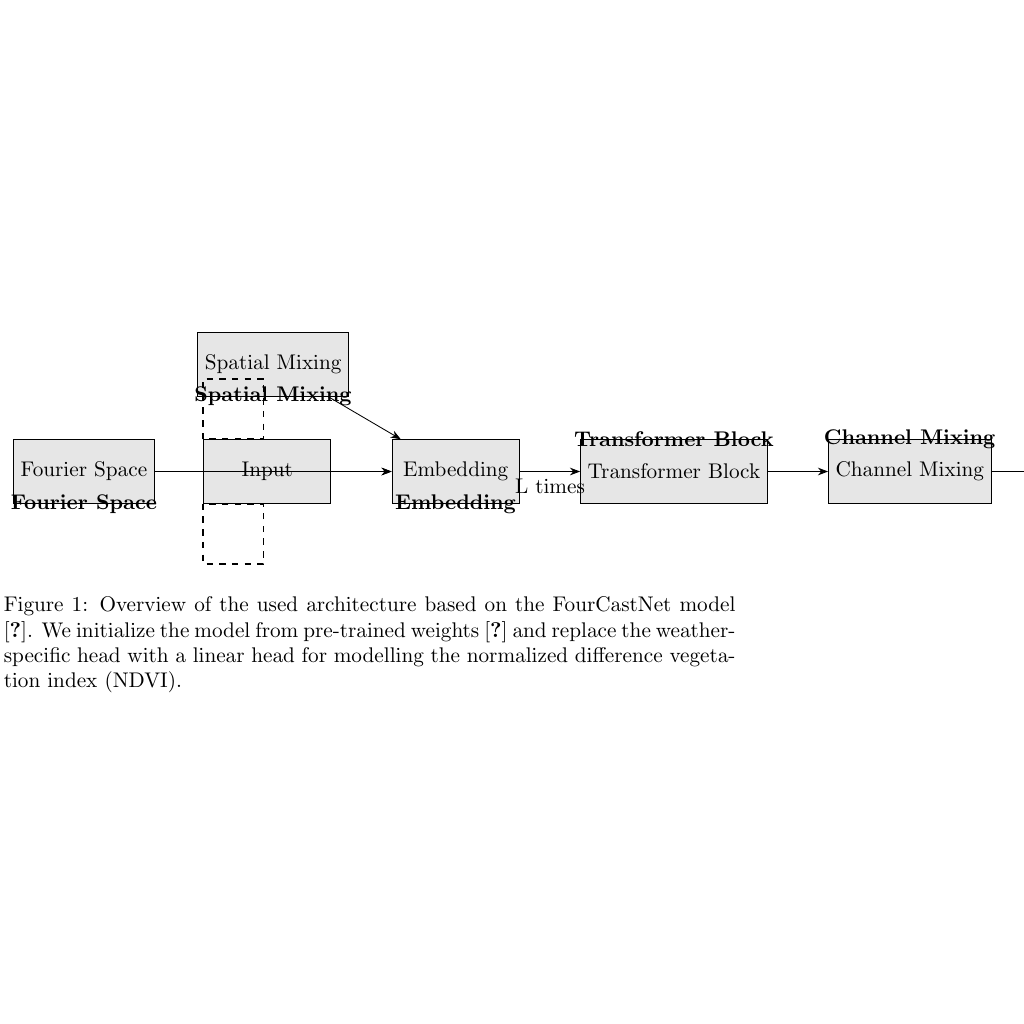 Spatial Mixing
Spatial Mixing
Transformer Block
Channel Mixing
Fourier Space
Input
Embedding
Transformer Block
Channel Mixing
L times
Fourier Space
Embedding
Figure 1: Overview of the used architecture based on the FourCastNet model
[?]. We initialize the model from pre-trained weights [?] and replace the weather-
specific head with a linear head for modelling the normalized difference vegeta-
tion index (NDVI).